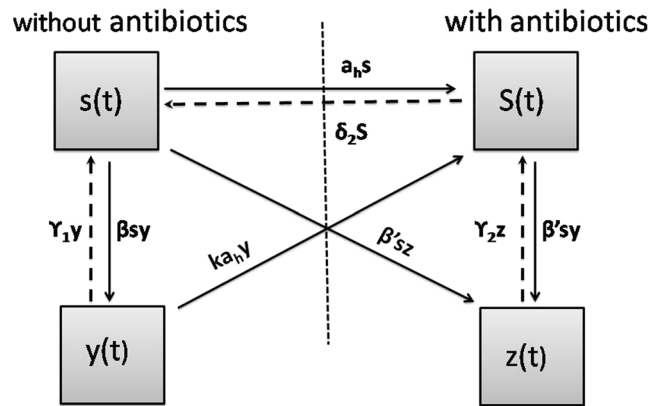 without antibiotics
with antibiotics
aₕs
s(t)
S(t)
δ₂S
ϒ₁y
βsy
kaₕy
β'sz
ϒ₂z
β'sy
y(t)
z(t)